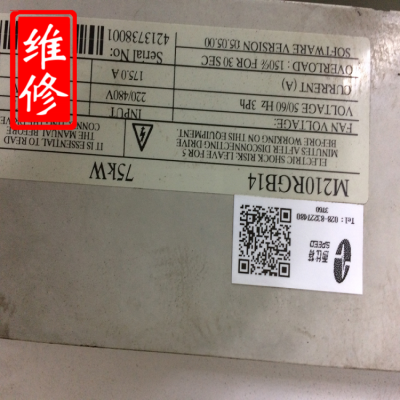 维修
M210RGB14
75kW
ELECTRIC SHOCK RISK: LEAVE FOR 5
MINUTES AFTER DISCONNECTING DRIVE
BEFORE WORKING ON THIS EQUIPMENT.
IT IS ESSENTIAL TO READ
THE MANUAL BEFORE
INPUT
FAN VOLTAGE:
VOLTAGE 50/60 Hz 3Ph
220/480V
CURRENT (A)
175.0 A
OVERLOAD: 150% FOR 30 SEC
SOFTWARE VERSION 05.05.00
Serial No:
4213738001
SPEED
Tel: 028-83227480